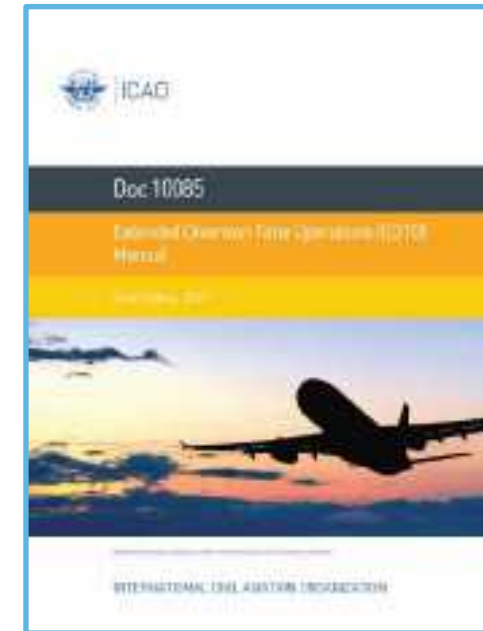 ICAO
Doc 10085
Extended Diversion Time Operations (EDTO)
Manual
INTERNATIONAL CIVIL AVIATION ORGANIZATION